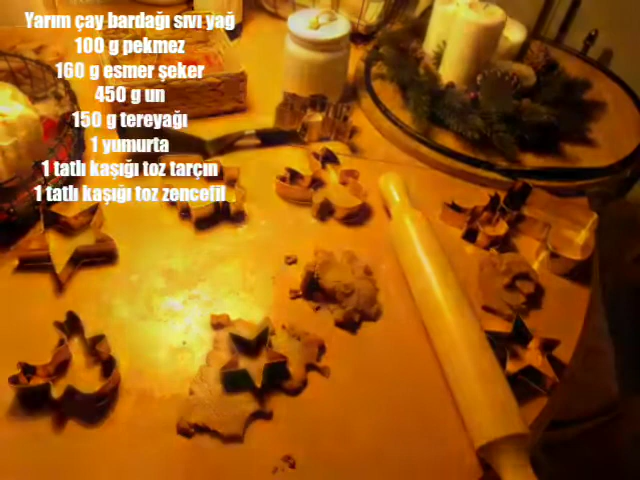 Yarım çay bardağı sıvı yağ
100 g pekmez
160 g esmer şeker
450 g un
150 g tereyağı
1 yumurta
1 tatlı kaşığı toz tarçın
1 tatlı kaşığı toz zencefil